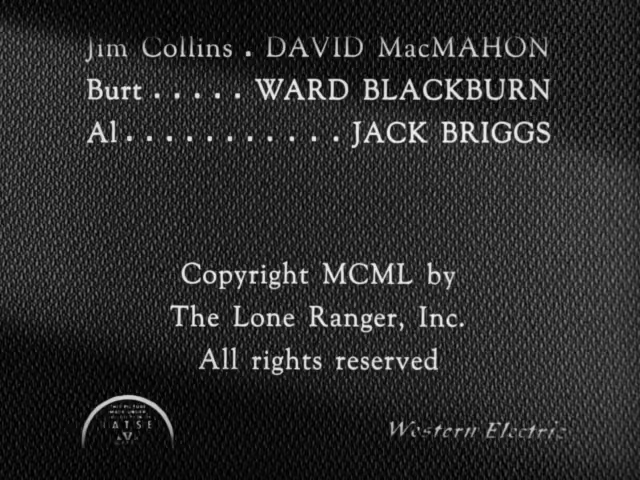 Jim Collins . DAVID MacMAHON
Burt . . . . . WARD BLACKBURN
Al . . . . . . . . . . . JACK BRIGGS
Copyright MCML by
The Lone Ranger, Inc.
All rights reserved
IATSE
Western Electric